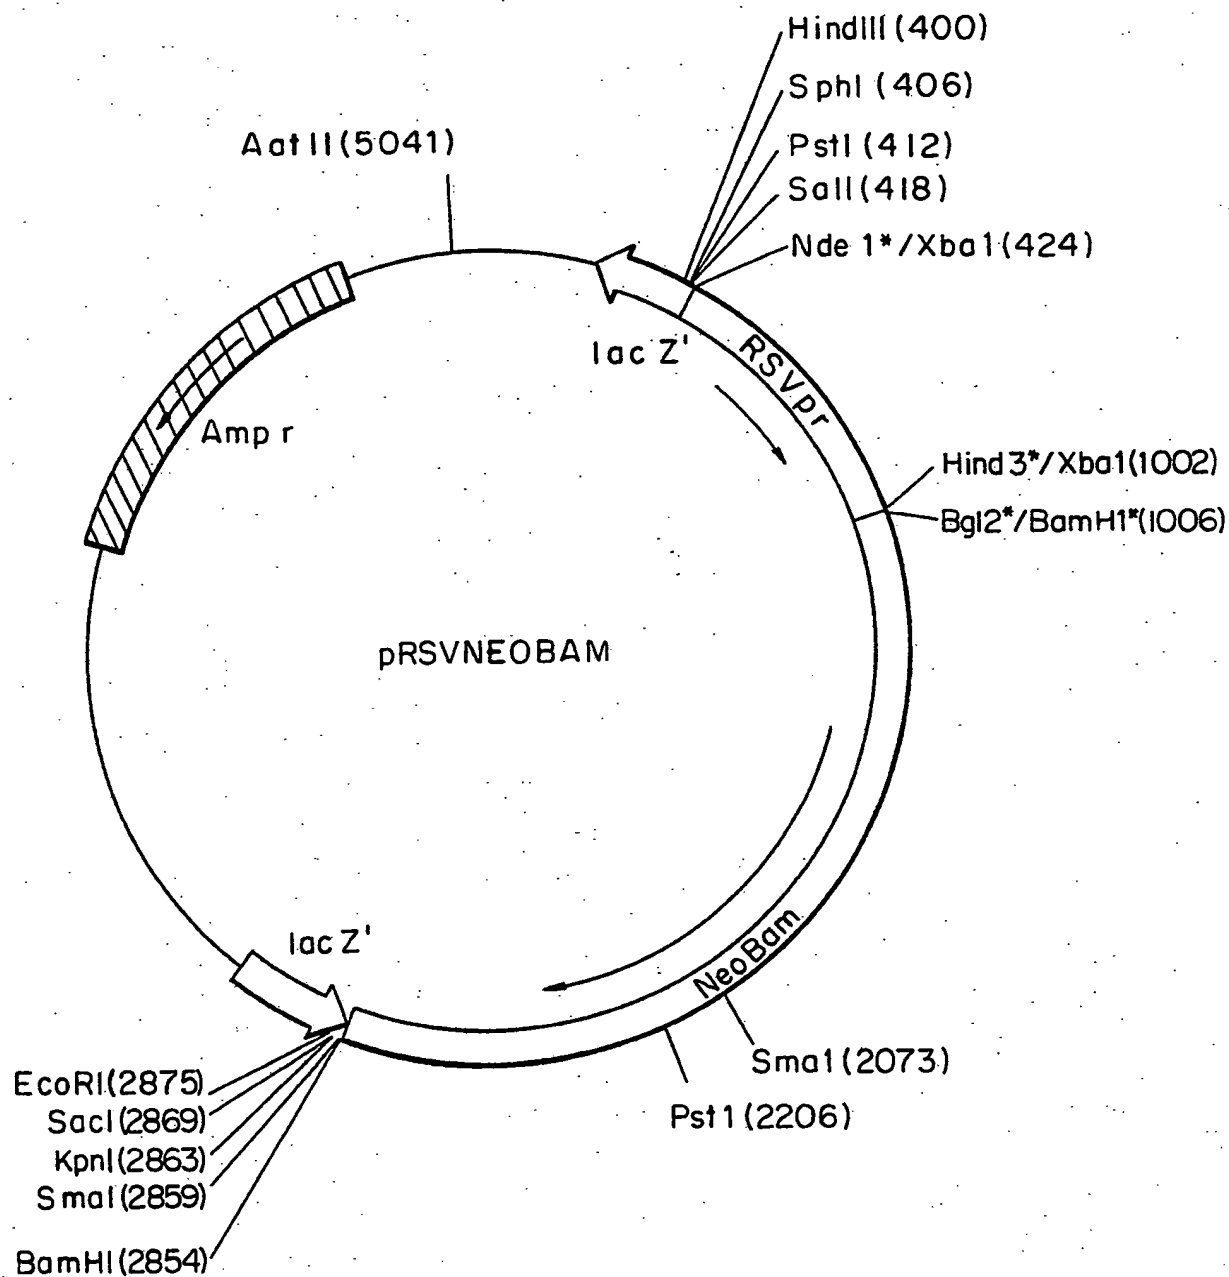 HindIII (400)
SphI (406)
AatII (5041)
PstI (412)
SalI (418)
Nde 1*/Xba1 (424)
lac Z'
RSVpr
Amp r
Hind 3*/Xba1 (1002)
Bgl2*/BamH1* (1006)
pRSVNEOBAM
lac Z'
NeoBam
Sma1 (2073)
EcoRI (2875)
SacI (2869)
Pst1 (2206)
KpnI (2863)
SmaI (2859)
BamHI (2854)